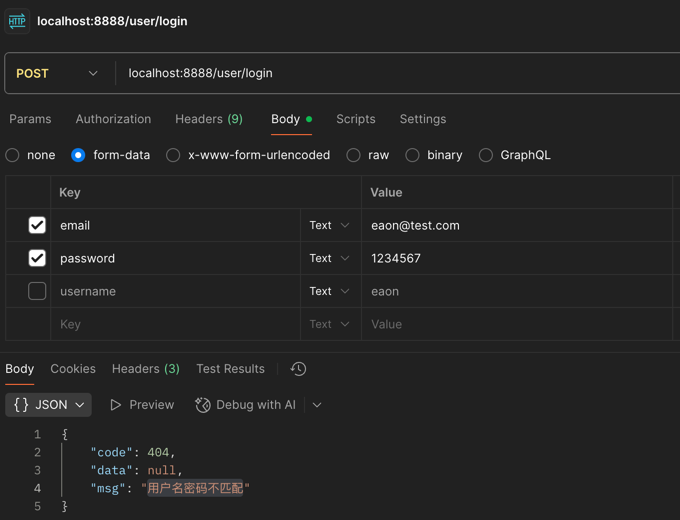 HTTP localhost:8888/user/login
POST localhost:8888/user/login
Params Authorization Headers (9) Body Scripts Settings
none form-data x-www-form-urlencoded raw binary GraphQL
Key Value
email Text eaon@test.com
password Text 1234567
username Text eaon
Key Text Value
Body Cookies Headers (3) Test Results
{} JSON Preview Debug with AI
1 {
2 "code": 404,
3 "data": null,
4 "msg": "用户名密码不匹配"
5 }